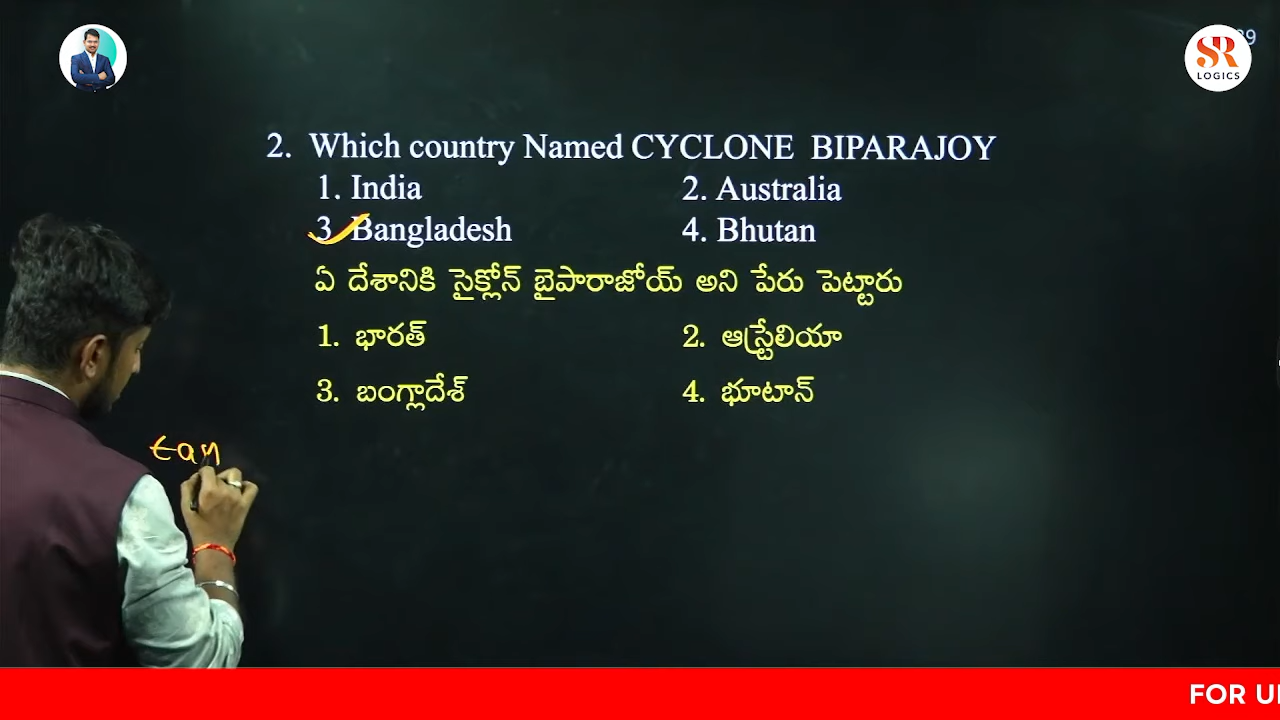 SR
LOGICS
2. Which country Named CYCLONE BIPARAJOY
1. India 2. Australia
3 Bangladesh 4. Bhutan
ఏ దేశానికి సైక్లోన్ బైపారాజోయ్ అని పేరు పెట్టారు
1. భారత్ 2. ఆస్ట్రేలియా
3. బంగ్లాదేశ్ 4. భూటాన్
FOR